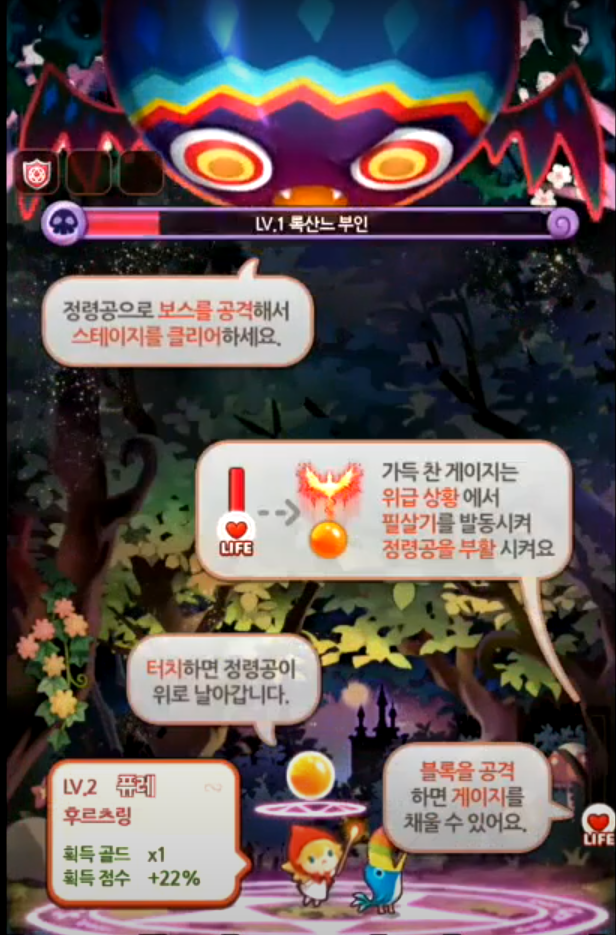 LV.1 록산느 부인
정령공으로 보스를 공격해서
스테이지를 클리어하세요.
가득 찬 게이지는
위급 상황 에서
필살기를 발동시켜
정령공을 부활 시켜요
LIFE
터치하면 정령공이
위로 날아갑니다.
블록을 공격
하면 게이지를
채울 수 있어요.
LIFE
LV.2 퓨레
후르츠링
획득 골드 x1
획득 점수 +22%